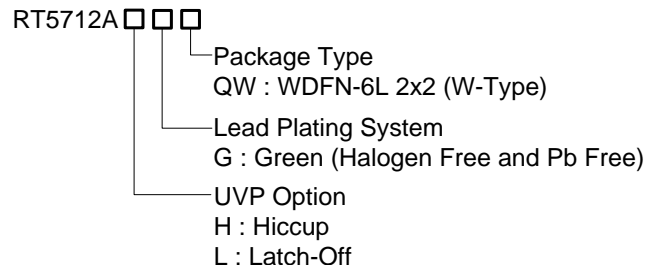 RT5712A
Package Type
QW : WDFN-6L 2x2 (W-Type)
Lead Plating System
G : Green (Halogen Free and Pb Free)
UVP Option
H : Hiccup
L : Latch-Off